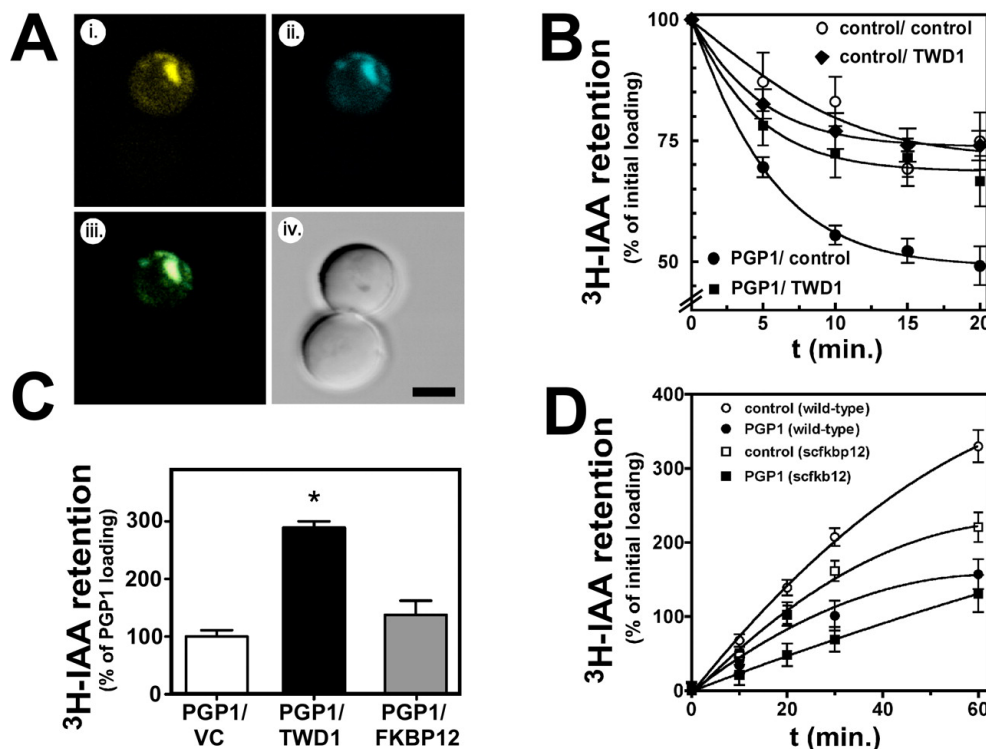 A
i.
ii.
iii.
iv.
B
³H-IAA retention
(% of initial loading)
100
75
50
control/ control
control/ TWD1
PGP1/ control
PGP1/ TWD1
0 5 10 15 20
t (min.)
C
³H-IAA retention
(% of PGP1 loading)
300
200
100
0
*
PGP1/ PGP1/ PGP1/
VC TWD1 FKBP12
D
³H-IAA retention
(% of initial loading)
400
300
200
100
0
control (wild-type)
PGP1 (wild-type)
control (scfkbp12)
PGP1 (scfkb12)
0 20 40 60
t (min.)